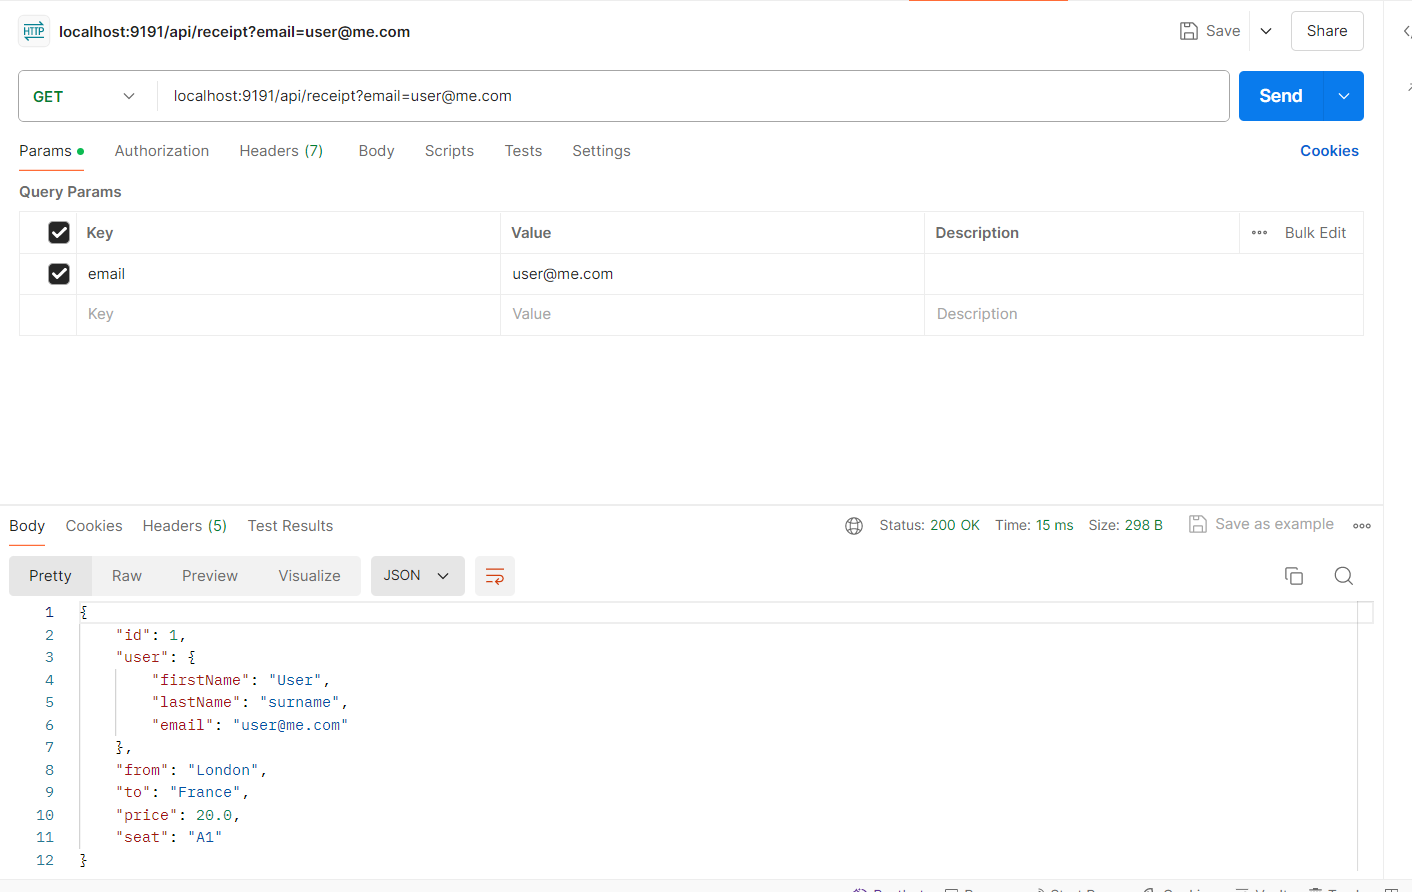 HTTP localhost:9191/api/receipt?email=user@me.com Save Share
GET localhost:9191/api/receipt?email=user@me.com Send
Params Authorization Headers (7) Body Scripts Tests Settings Cookies
Query Params
Key Value Description Bulk Edit
email user@me.com
Key Value Description
Body Cookies Headers (5) Test Results Status: 200 OK Time: 15 ms Size: 298 B Save as example
Pretty Raw Preview Visualize JSON
1 {
2 "id": 1,
3 "user": {
4 "firstName": "User",
5 "lastName": "surname",
6 "email": "user@me.com"
7 },
8 "from": "London",
9 "to": "France",
10 "price": 20.0,
11 "seat": "A1"
12 }